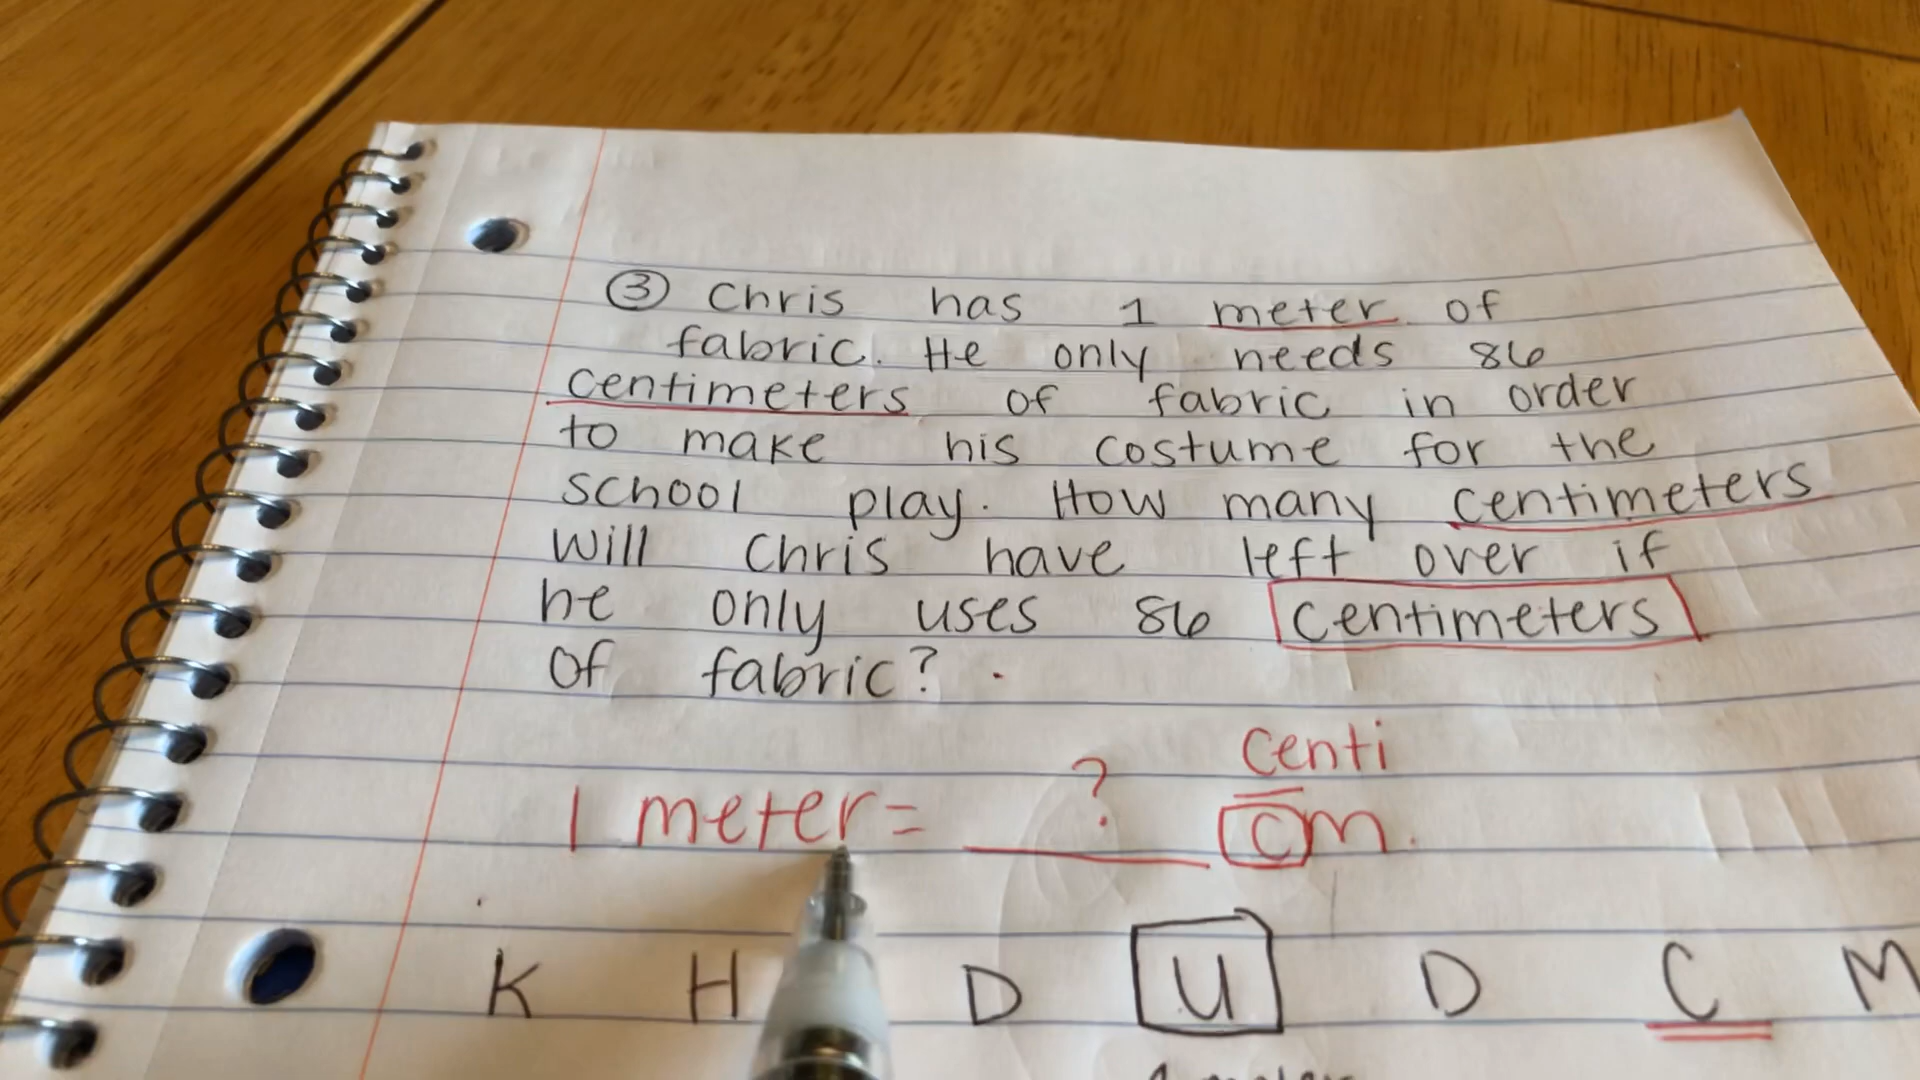 ③ Chris has 1 meter of
fabric. He only needs 86
centimeters of fabric in order
to make his costume for the
school play. How many centimeters
will Chris have left over if
he only uses 86 centimeters
of fabric?
centi
1 meter = ? cm.
K H D U D C M